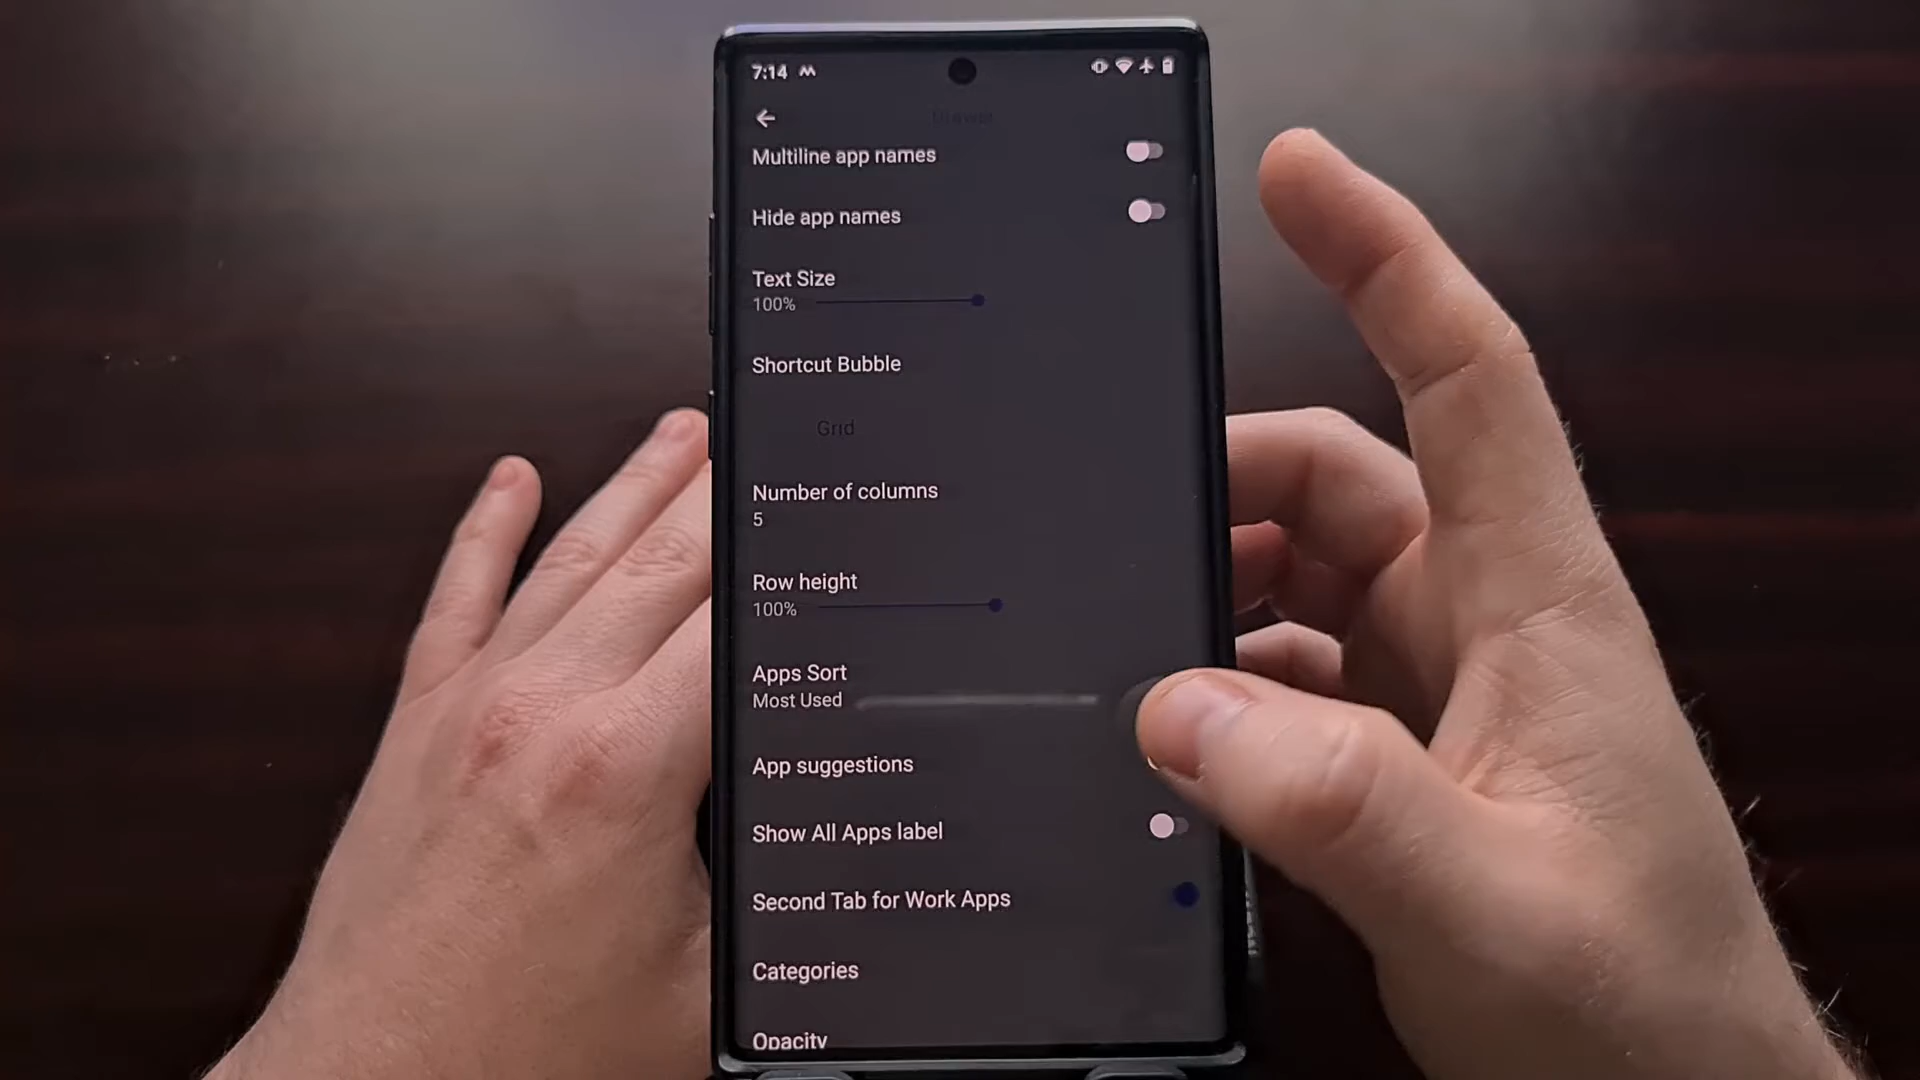 7:14
Multiline app names
Hide app names
Text Size
100%
Shortcut Bubble
Grid
Number of columns
5
Row height
100%
Apps Sort
Most Used
App suggestions
Show All Apps label
Second Tab for Work Apps
Categories
Opacity